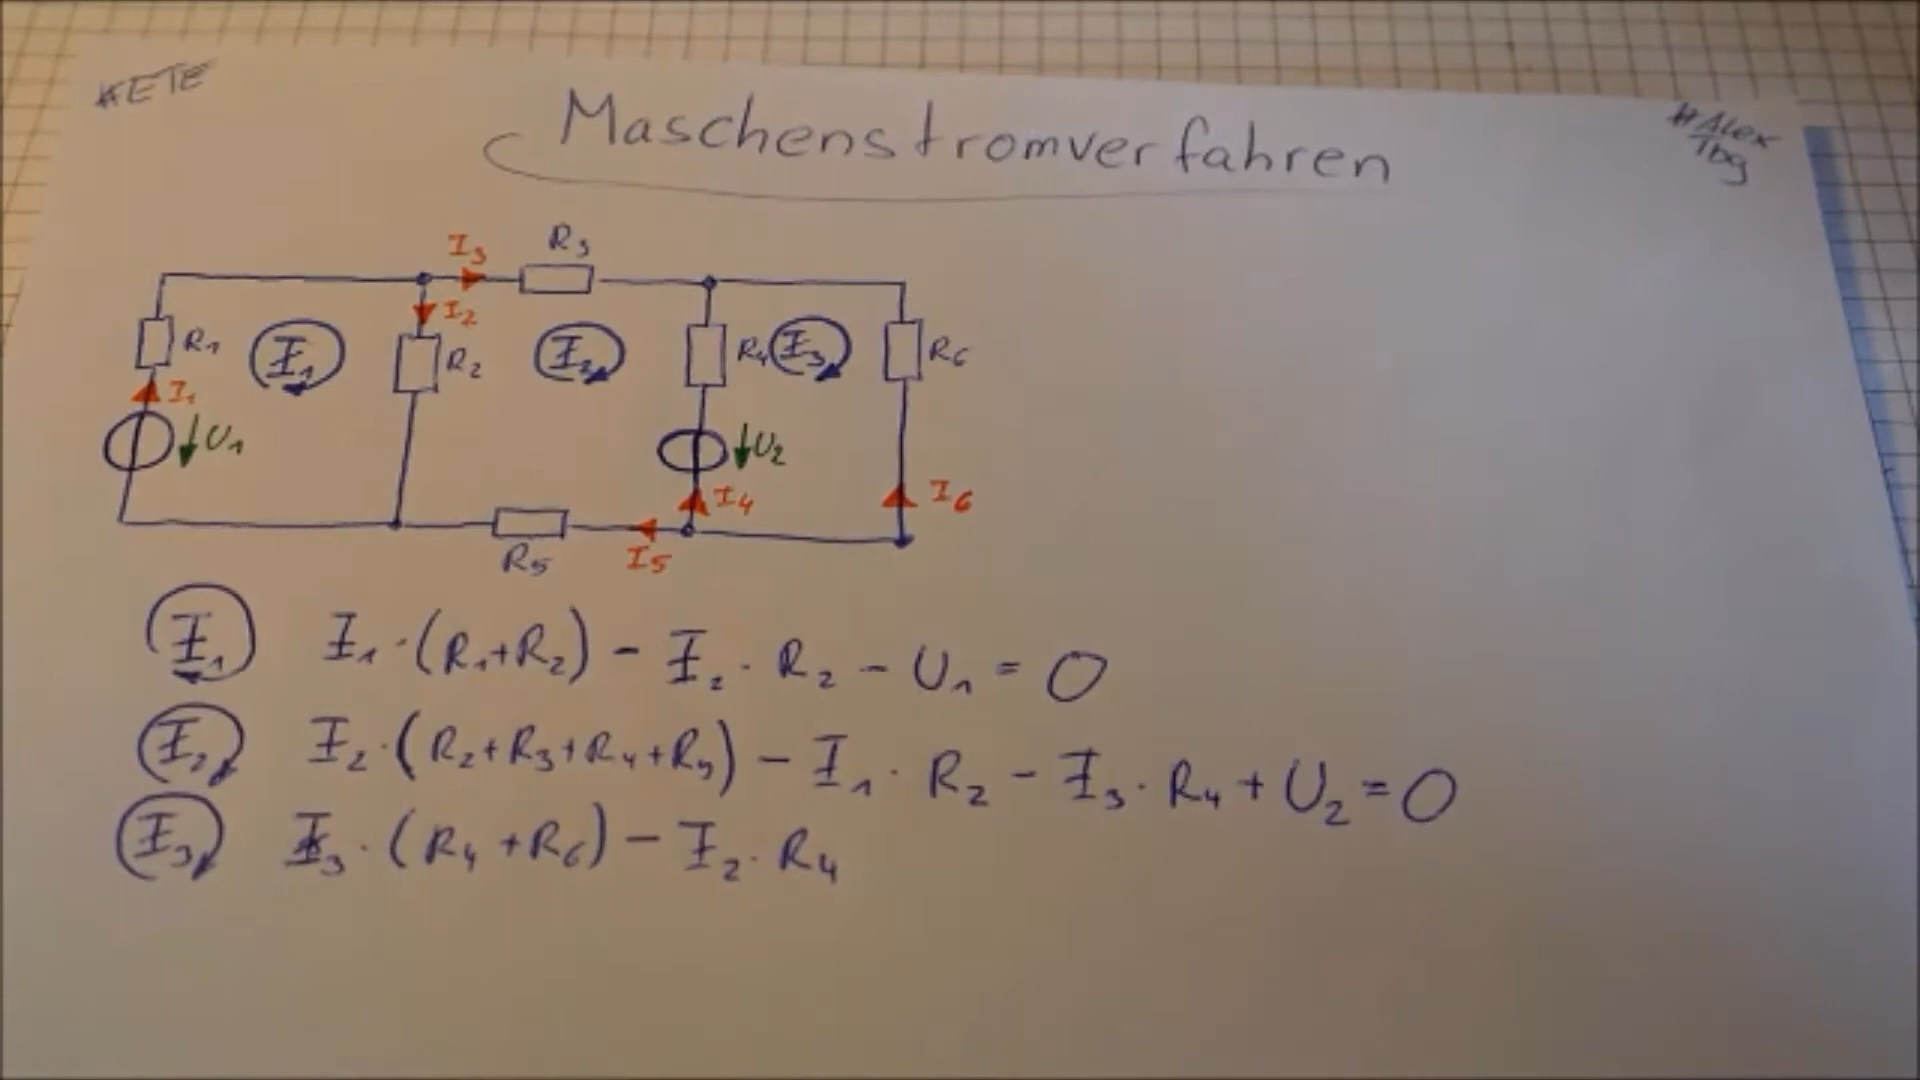 #ETE
Maschenstromverfahren
#Alex
Tbg
I3 R3
I2
R1 I1 R2 I2 R4 I3 R6
I1
U1 U2
I4 I6
R5 I5
I1 I1 · (R1+R2) - I2 · R2 - U1 = 0
I2 I2 · (R2+R3+R4+R5) - I1 · R2 - I3 · R4 + U2 = 0
I3 I3 · (R4+R6) - I2 · R4